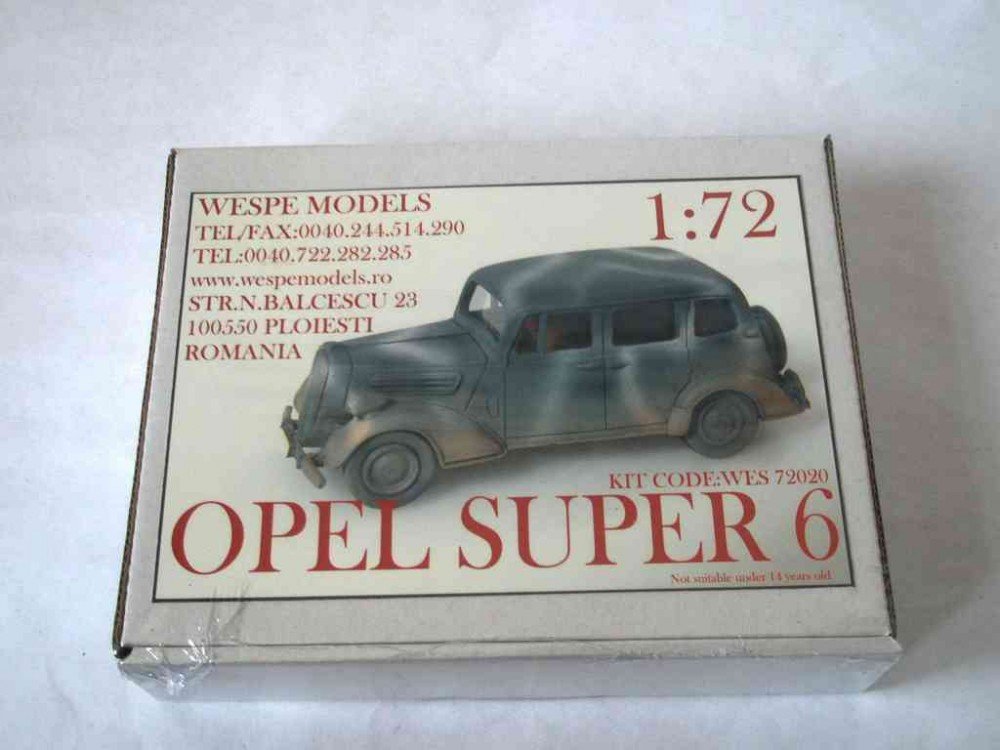 WESPE MODELS
TEL/FAX:0040.244.514.290
TEL:0040.722.282.285
www.wespemodels.ro
STR.N.BALCESCU 23
100550 PLOIESTI
ROMANIA
1:72
KIT CODE:WES 72020
OPEL SUPER 6
Not suitable under 14 years old.